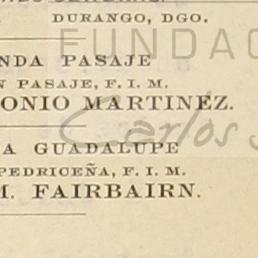 DURANGO, DGO.
FUNDAC
NDA PASAJE
N PASAJE, F. I. M.
ONIO MARTINEZ.
Carlos S
A GUADALUPE
PEDRICEÑA, F. I. M.
M. FAIRBAIRN.